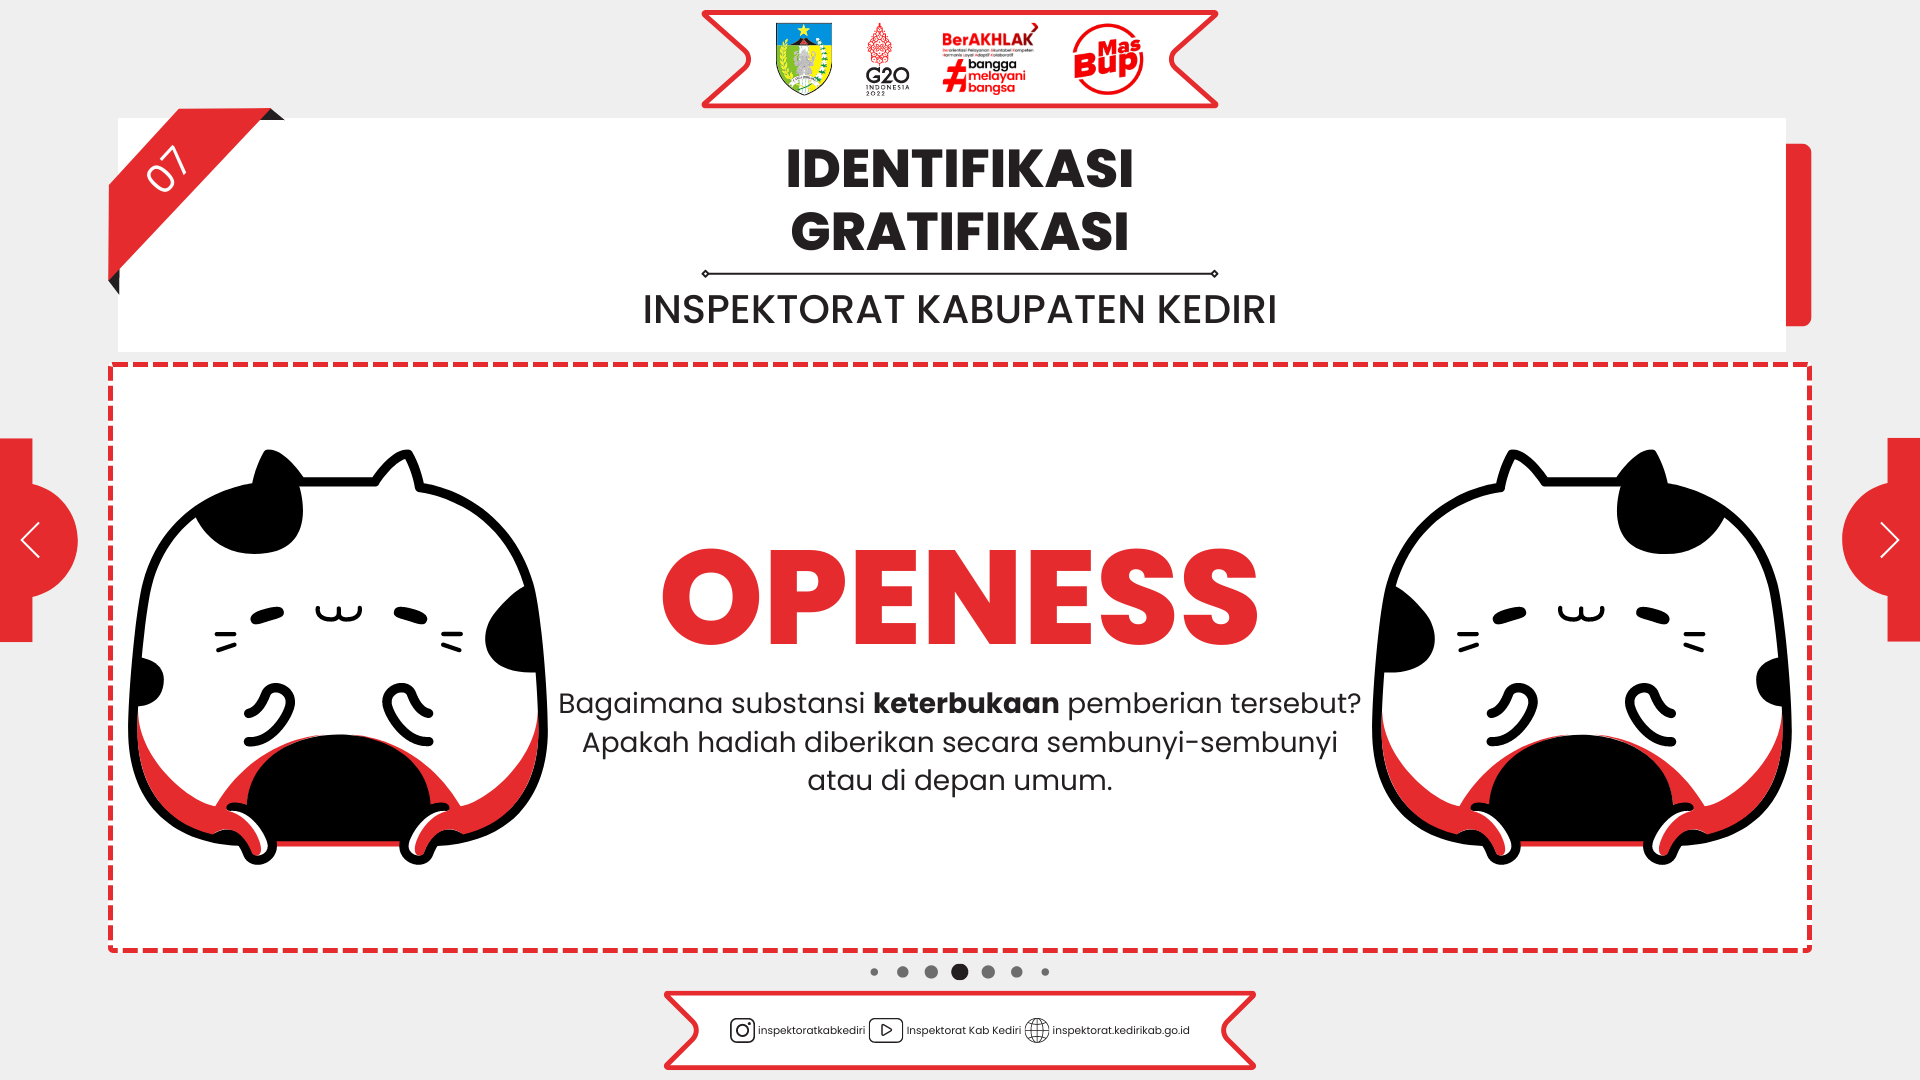 G20
INDONESIA
2022
BerAKHLAK
#bangga
melayani
bangsa
Mas
Bup
07
IDENTIFIKASI
GRATIFIKASI
INSPEKTORAT KABUPATEN KEDIRI
OPENESS
Bagaimana substansi keterbukaan pemberian tersebut?
Apakah hadiah diberikan secara sembunyi-sembunyi
atau di depan umum.
inspektoratkabkediri Inspektorat Kab Kediri inspektorat.kedirikab.go.id